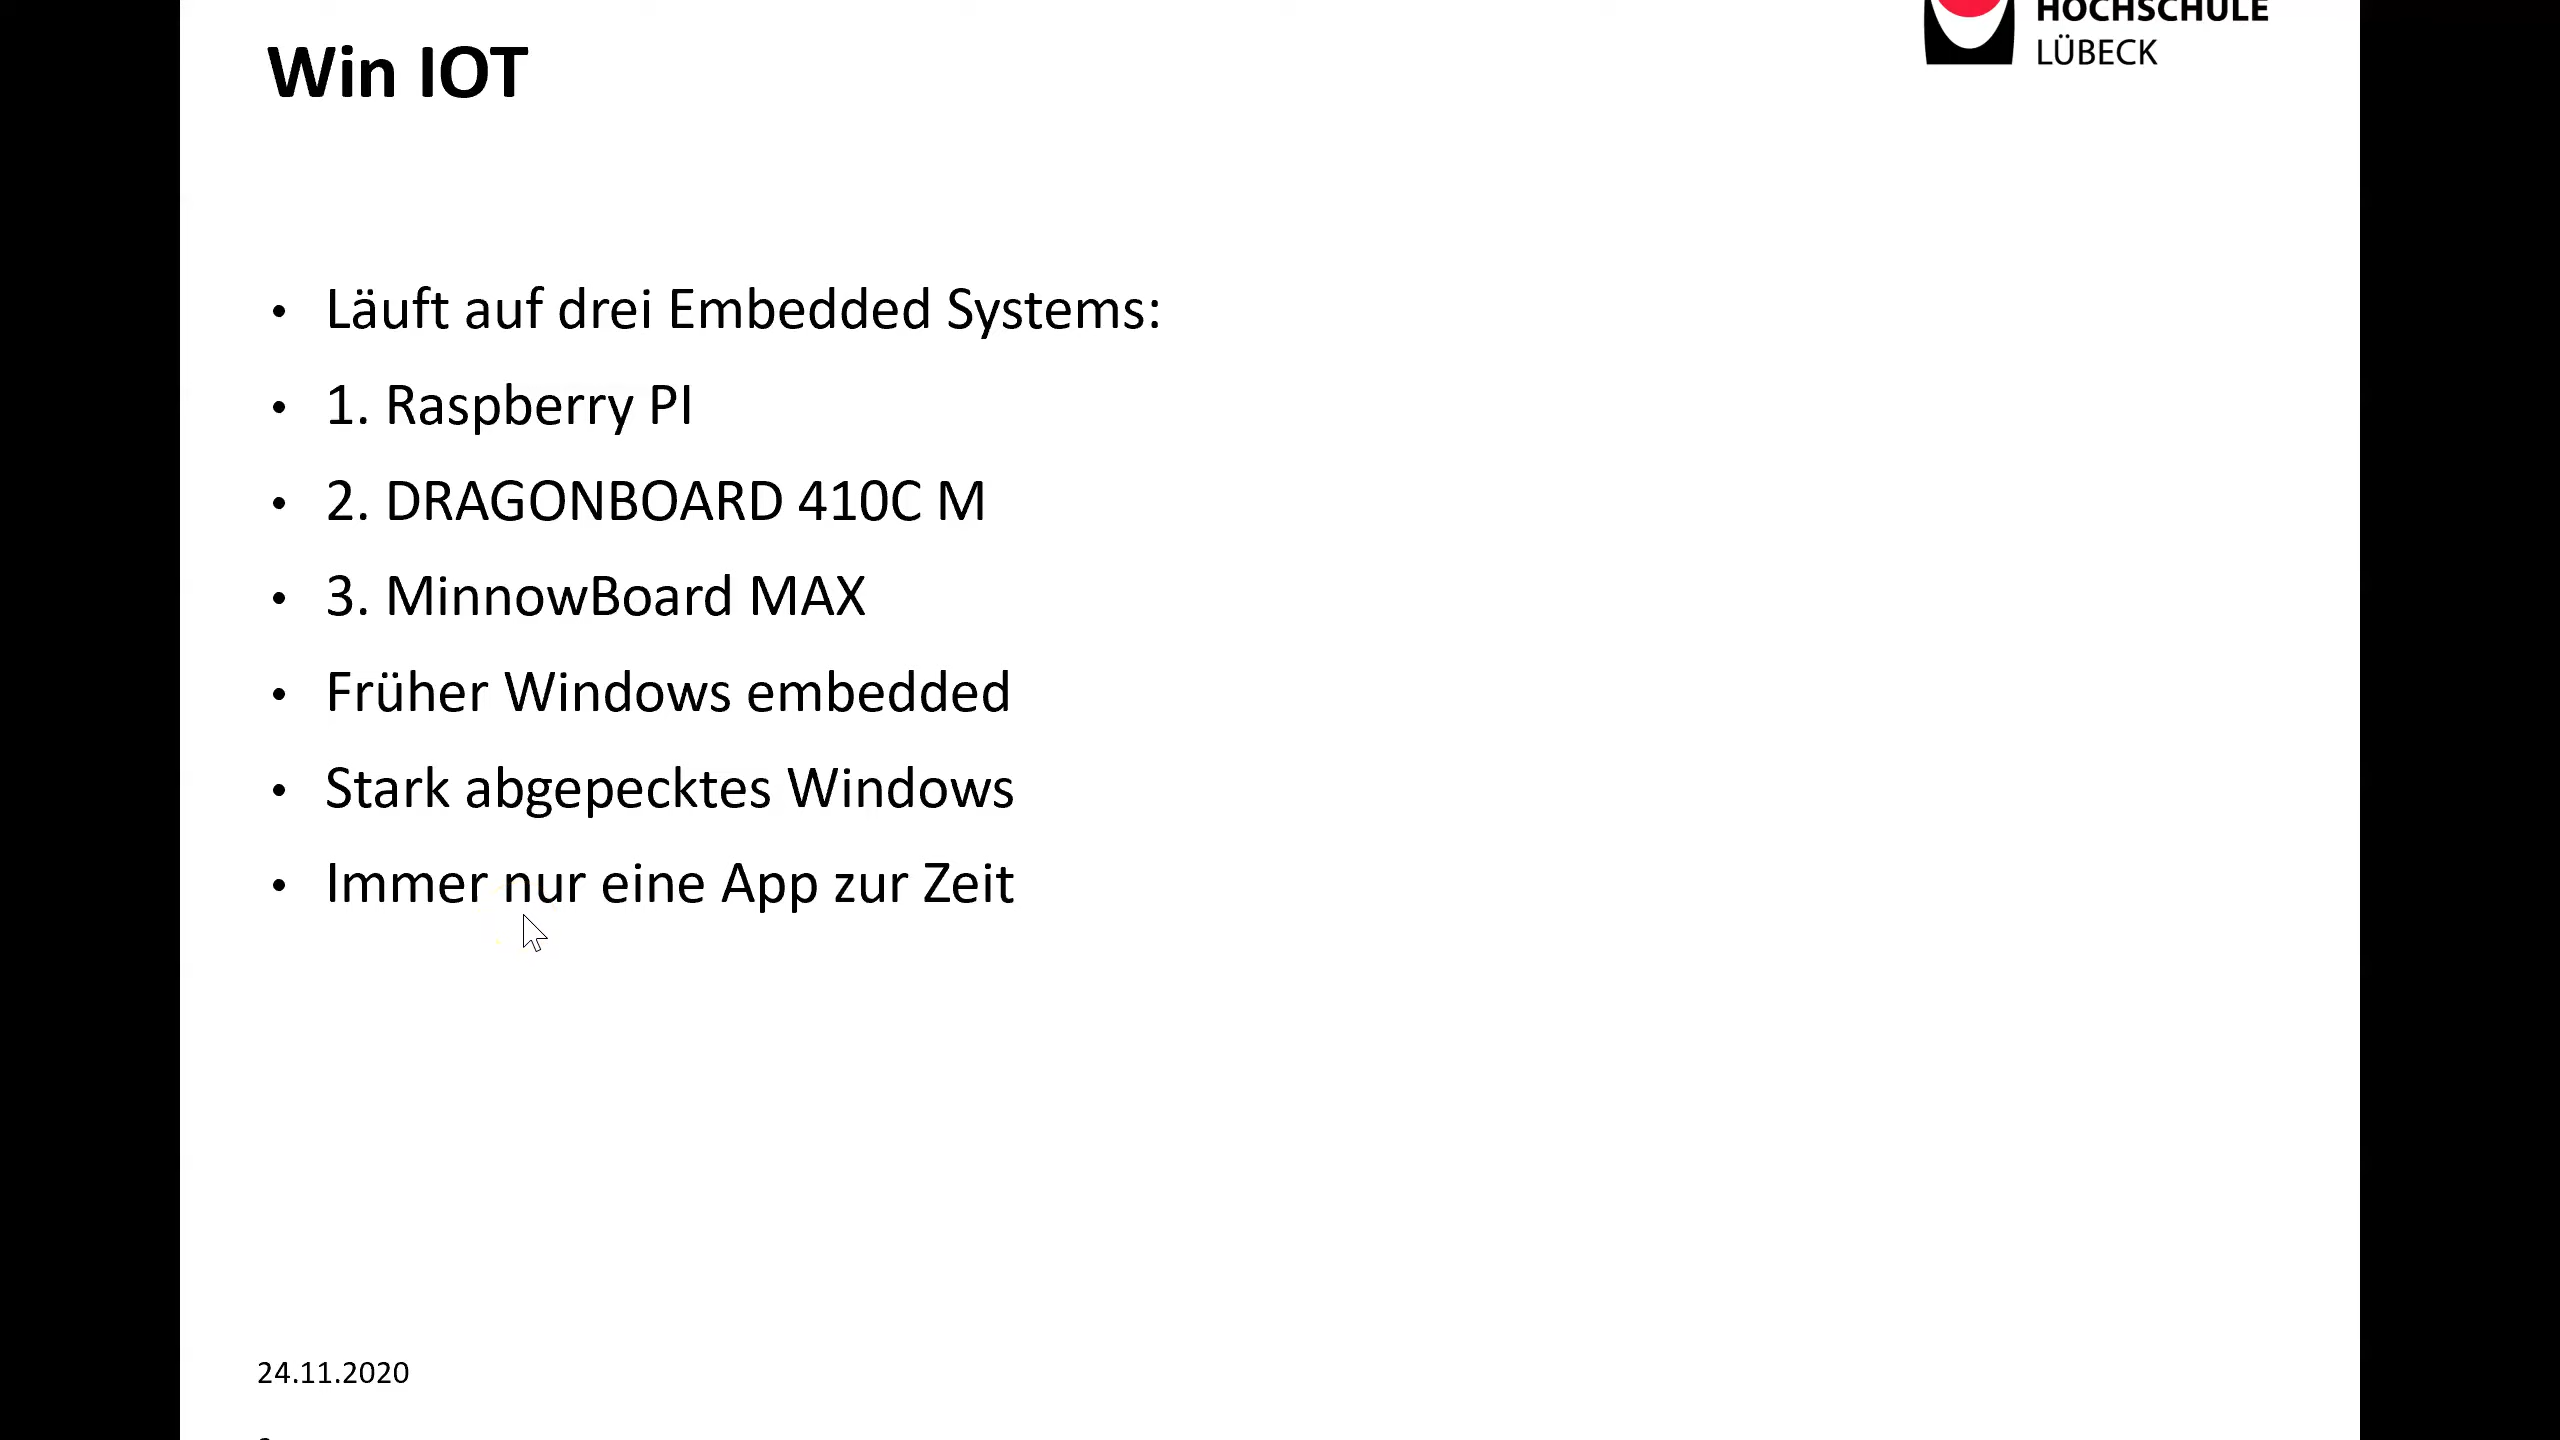 HOCHSCHULE
LÜBECK
Win IOT
• Läuft auf drei Embedded Systems:
• 1. Raspberry PI
• 2. DRAGONBOARD 410C M
• 3. MinnowBoard MAX
• Früher Windows embedded
• Stark abgepecktes Windows
• Immer nur eine App zur Zeit
24.11.2020